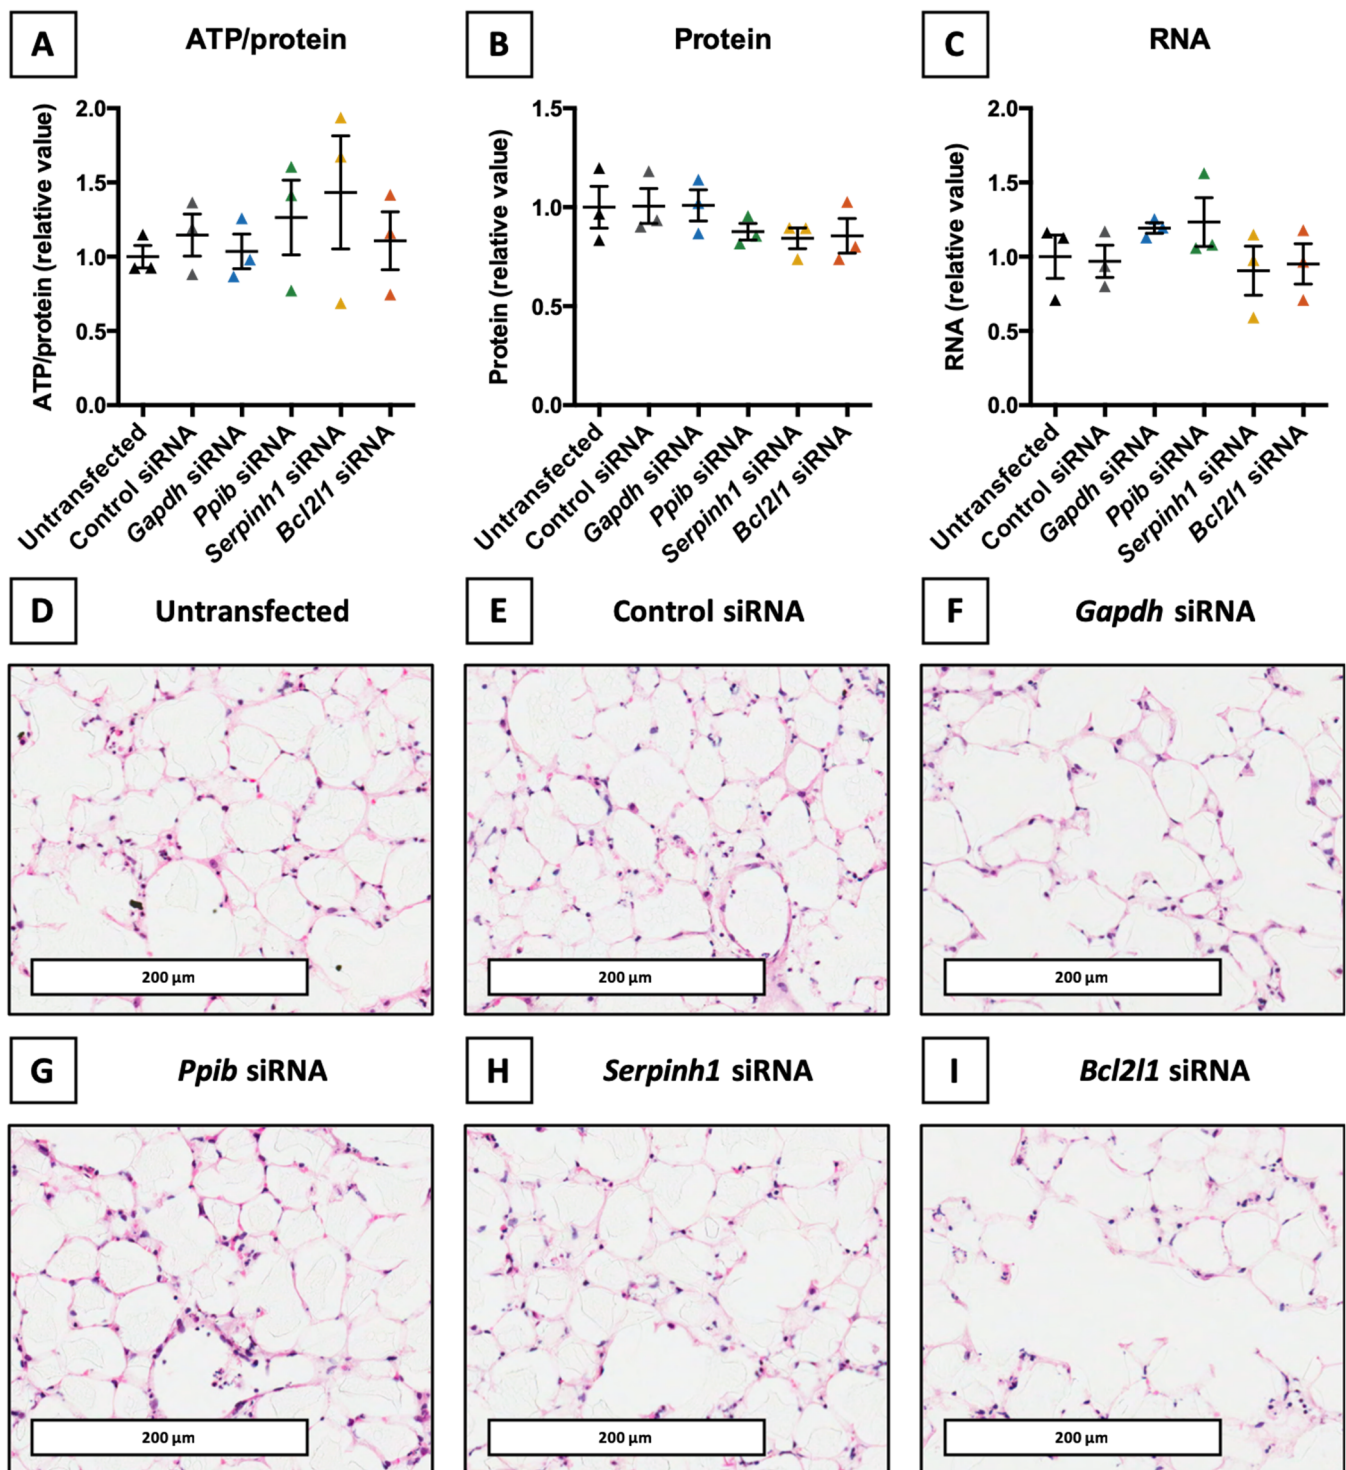 A ATP/protein B Protein C RNA
ATP/protein (relative value)
2.0
1.5
1.0
0.5
0.0
Untransfected
Control siRNA
Gapdh siRNA
Ppib siRNA
Serpinh1 siRNA
Bcl2l1 siRNA
Protein (relative value)
1.5
1.0
0.5
0.0
Untransfected
Control siRNA
Gapdh siRNA
Ppib siRNA
Serpinh1 siRNA
Bcl2l1 siRNA
RNA (relative value)
2.0
1.5
1.0
0.5
0.0
Untransfected
Control siRNA
Gapdh siRNA
Ppib siRNA
Serpinh1 siRNA
Bcl2l1 siRNA
D Untransfected E Control siRNA F Gapdh siRNA
200 µm 200 µm 200 µm
G Ppib siRNA H Serpinh1 siRNA I Bcl2l1 siRNA
200 µm 200 µm 200 µm